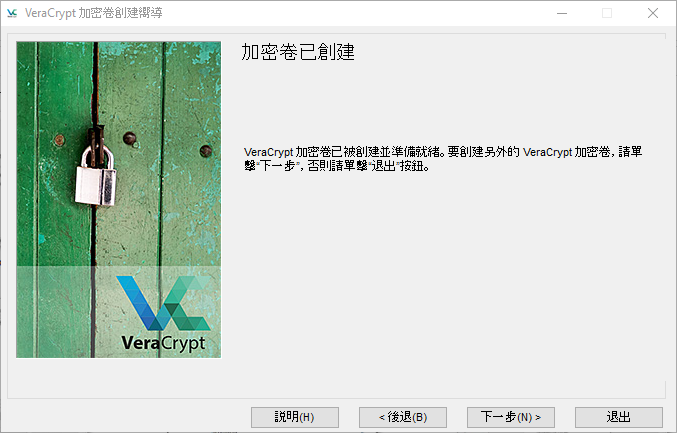 VeraCrypt 加密卷創建嚮導
加密卷已創建
VeraCrypt 加密卷已被創建並準備就緒。要創建另外的 VeraCrypt 加密卷，請單
擊“下一步”，否則請單擊“退出”按鈕。
VeraCrypt
説明(H)
< 後退(B)
下一步(N) >
退出